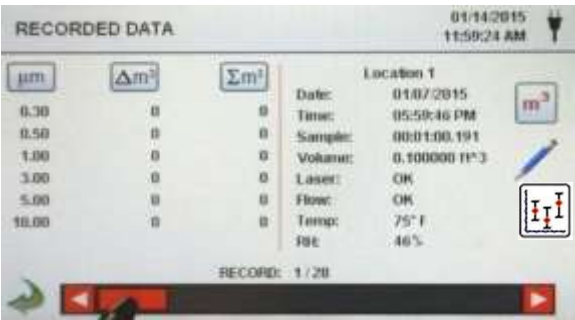 RECORDED DATA
01/14/2015
11:59:24 AM
µm Δm³ Σm³
0.30 0 0
0.50 0 0
1.00 0 0
3.00 0 0
5.00 0 0
10.00 0 0
Location 1
Date: 01/07/2015
Time: 05:59:46 PM
Sample: 00:01:00.191
Volume: 0.100000 ft^3
Laser: OK
Flow: OK
Temp: 75° F
RH: 46%
m³
RECORD: 1 / 20